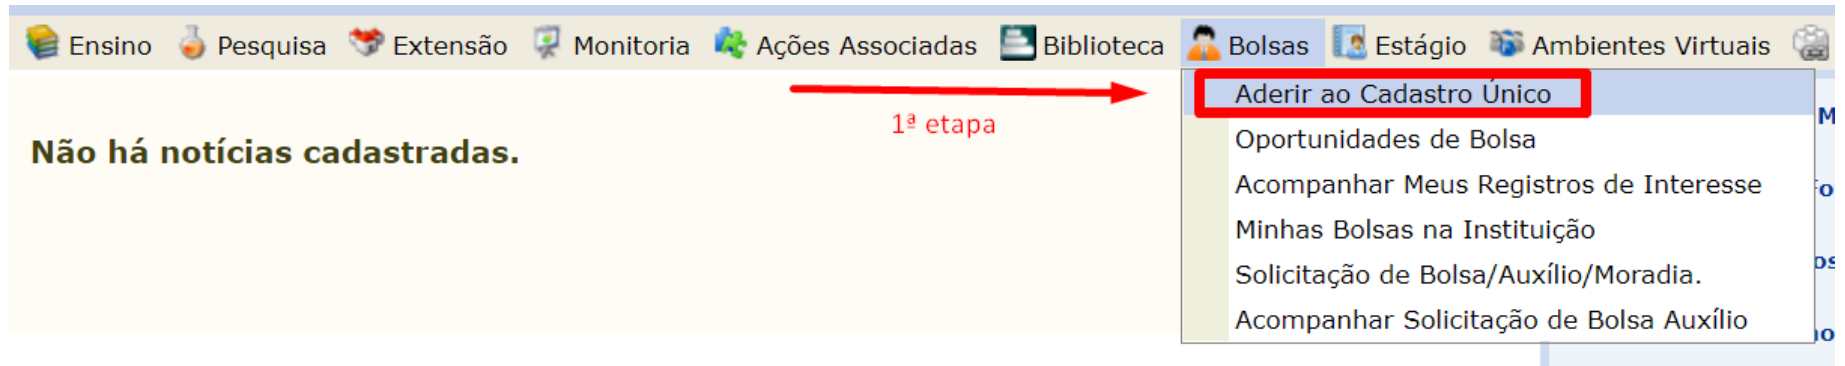 Ensino Pesquisa Extensão Monitoria Ações Associadas Biblioteca Bolsas Estágio Ambientes Virtuais
Aderir ao Cadastro Único
1ª etapa
Oportunidades de Bolsa
Não há notícias cadastradas.
Acompanhar Meus Registros de Interesse
Minhas Bolsas na Instituição
Solicitação de Bolsa/Auxílio/Moradia.
Acompanhar Solicitação de Bolsa Auxílio